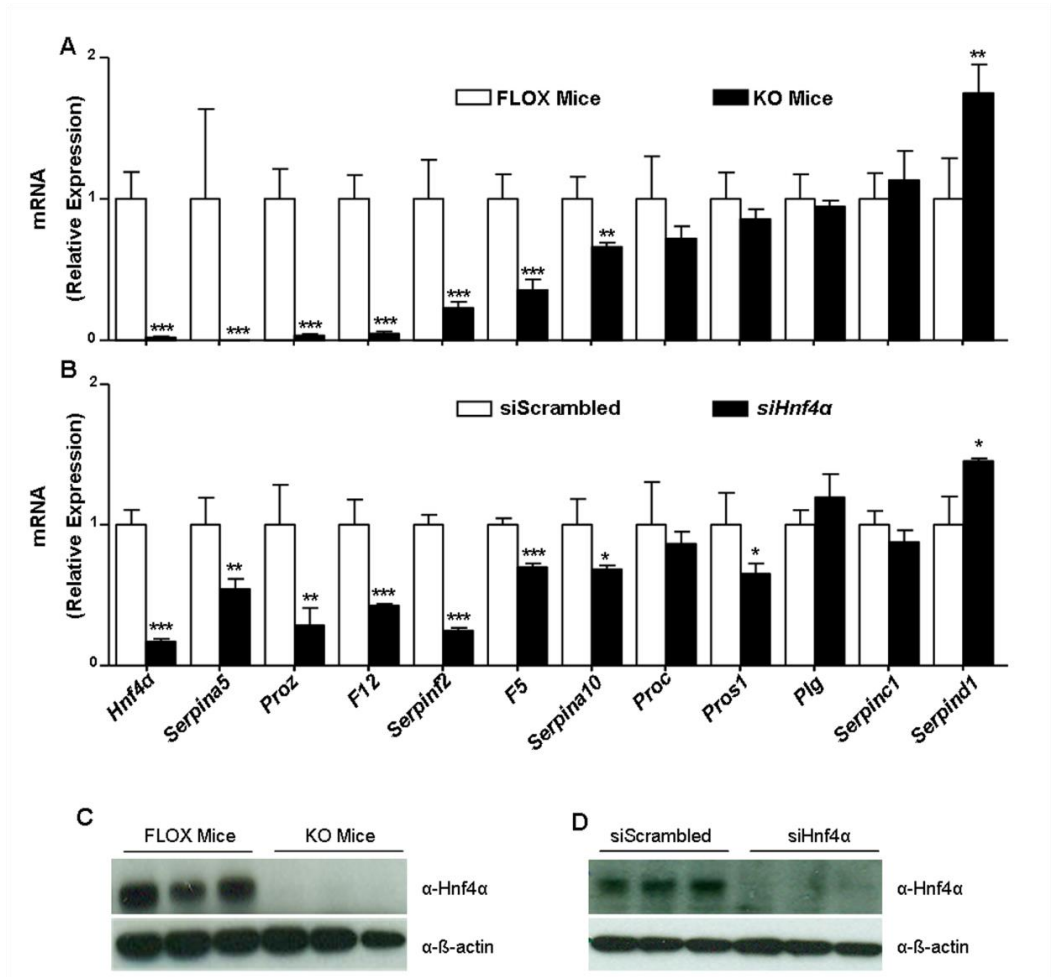 A
2
1
0
mRNA
(Relative Expression)
FLOX Mice
KO Mice
***
***
***
***
***
***
**
**
B
2
1
0
mRNA
(Relative Expression)
siScrambled
siHnf4α
***
**
**
***
***
***
*
*
*
Hnf4α
Serpina5
Proz
F12
Serpinf2
F5
Serpina10
Proc
Pros1
Plg
Serpinc1
Serpind1
C
FLOX Mice
KO Mice
α-Hnf4α
α-ß-actin
D
siScrambled
siHnf4α
α-Hnf4α
α-ß-actin